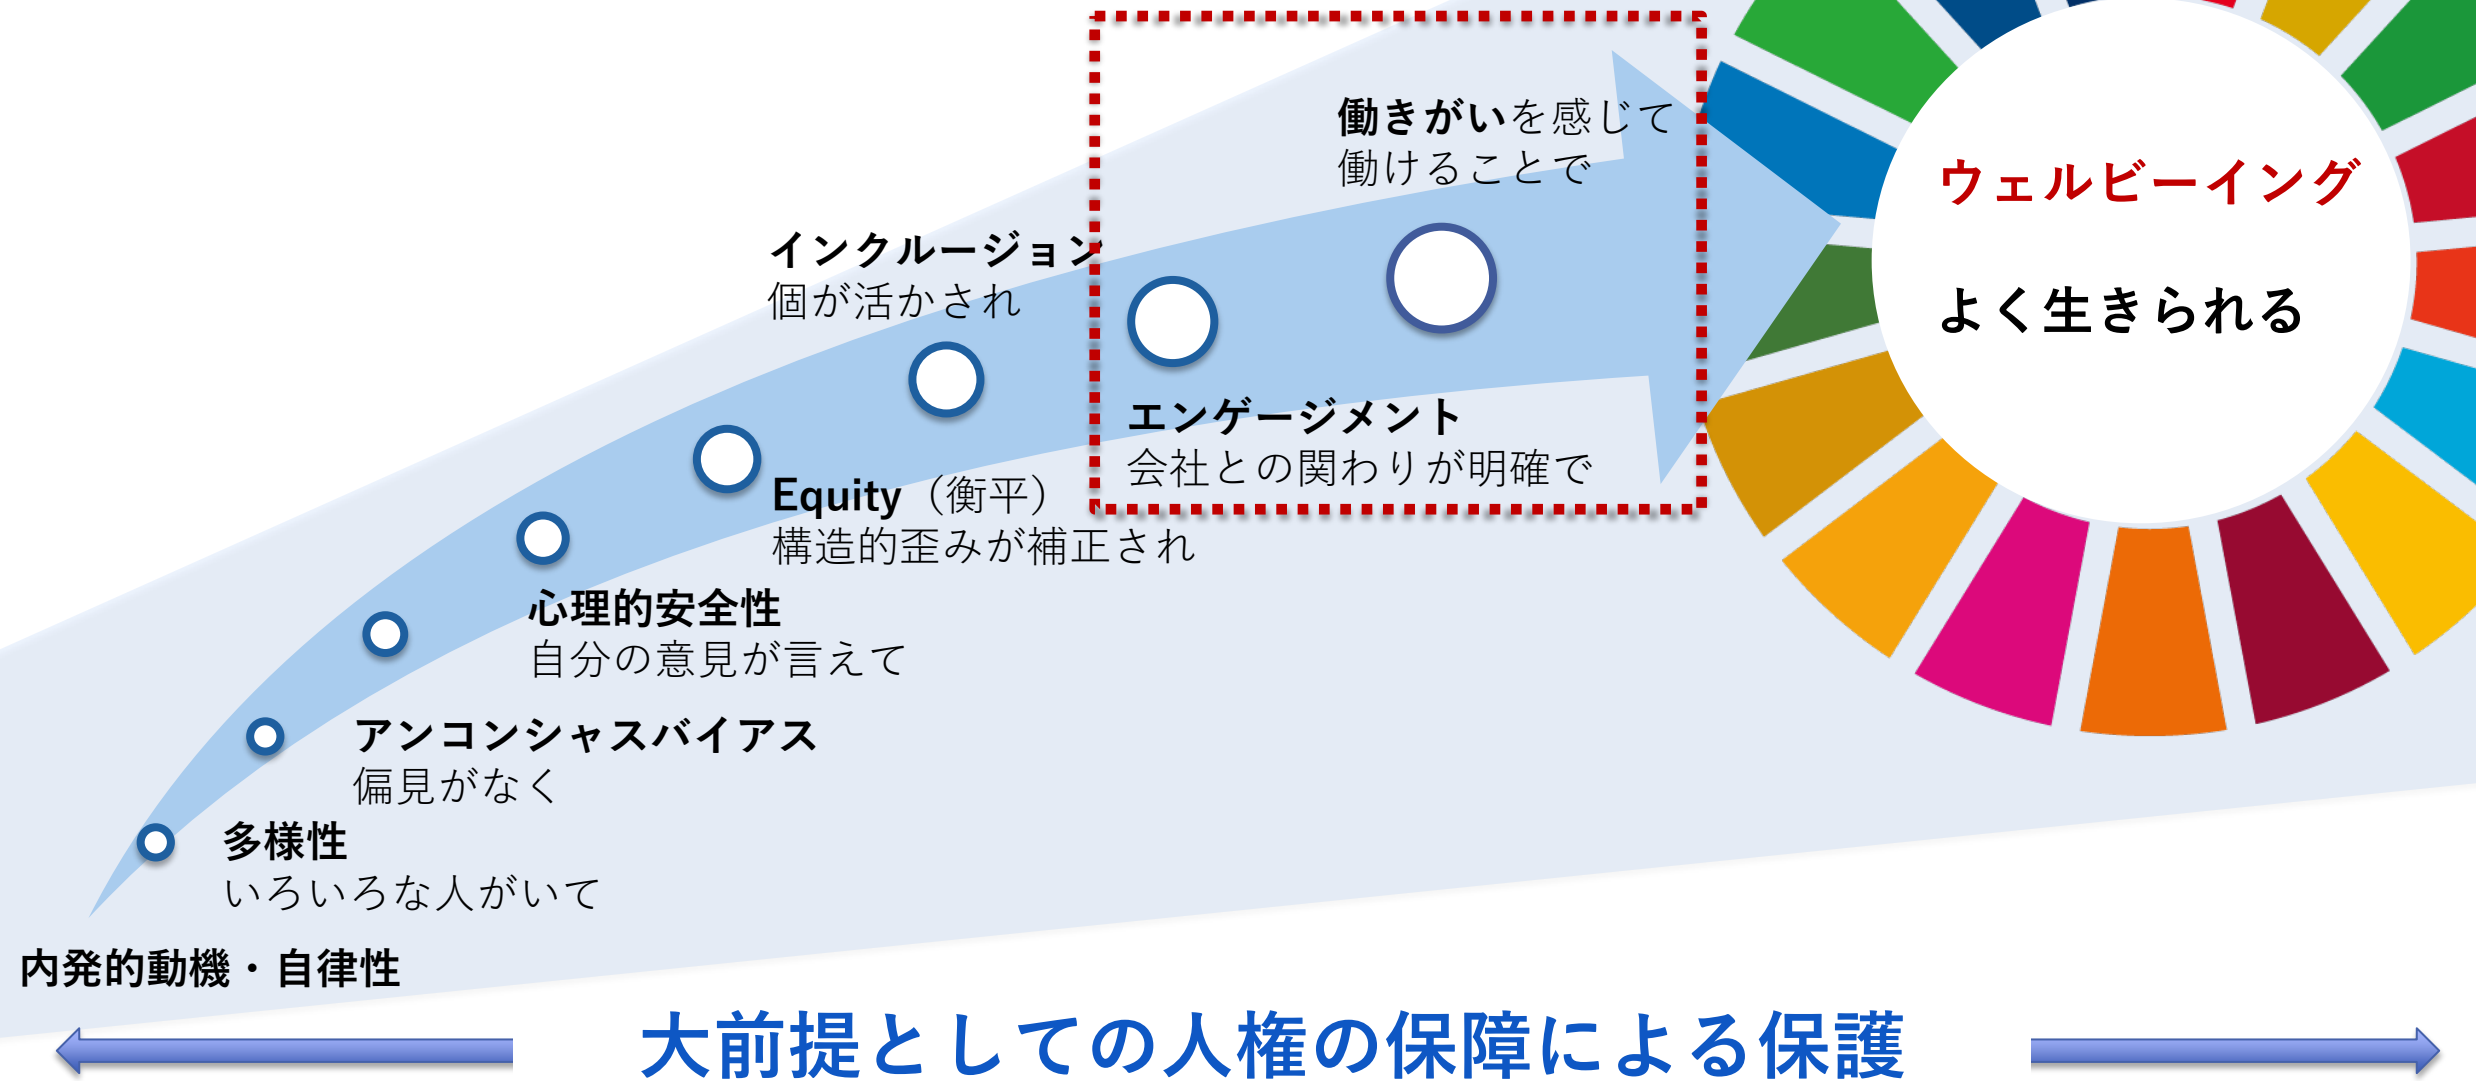 働きがいを感じて
働けることで
ウェルビーイング
よく生きられる
インクルージョン
個が活かされ
エンゲージメント
会社との関わりが明確で
Equity（衡平）
構造的歪みが補正され
心理的安全性
自分の意見が言えて
アンコンシャスバイアス
偏見がなく
多様性
いろいろな人がいて
内発的動機・自律性
大前提としての人権の保障による保護